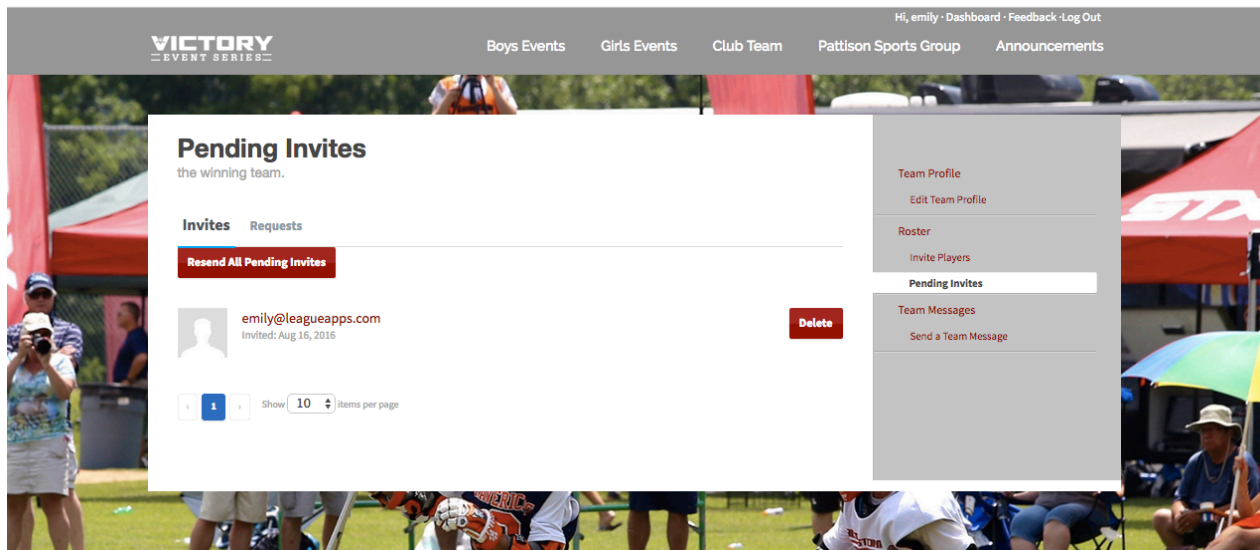 Hi, emily · Dashboard · Feedback ·Log Out
VICTORY
EVENT SERIES
Boys Events Girls Events Club Team Pattison Sports Group Announcements
Pending Invites
the winning team.
Invites Requests
Resend All Pending Invites
emily@leagueapps.com
Invited: Aug 16, 2016
Delete
‹ 1 › Show 10 items per page
Team Profile
Edit Team Profile
Roster
Invite Players
Pending Invites
Team Messages
Send a Team Message
STX